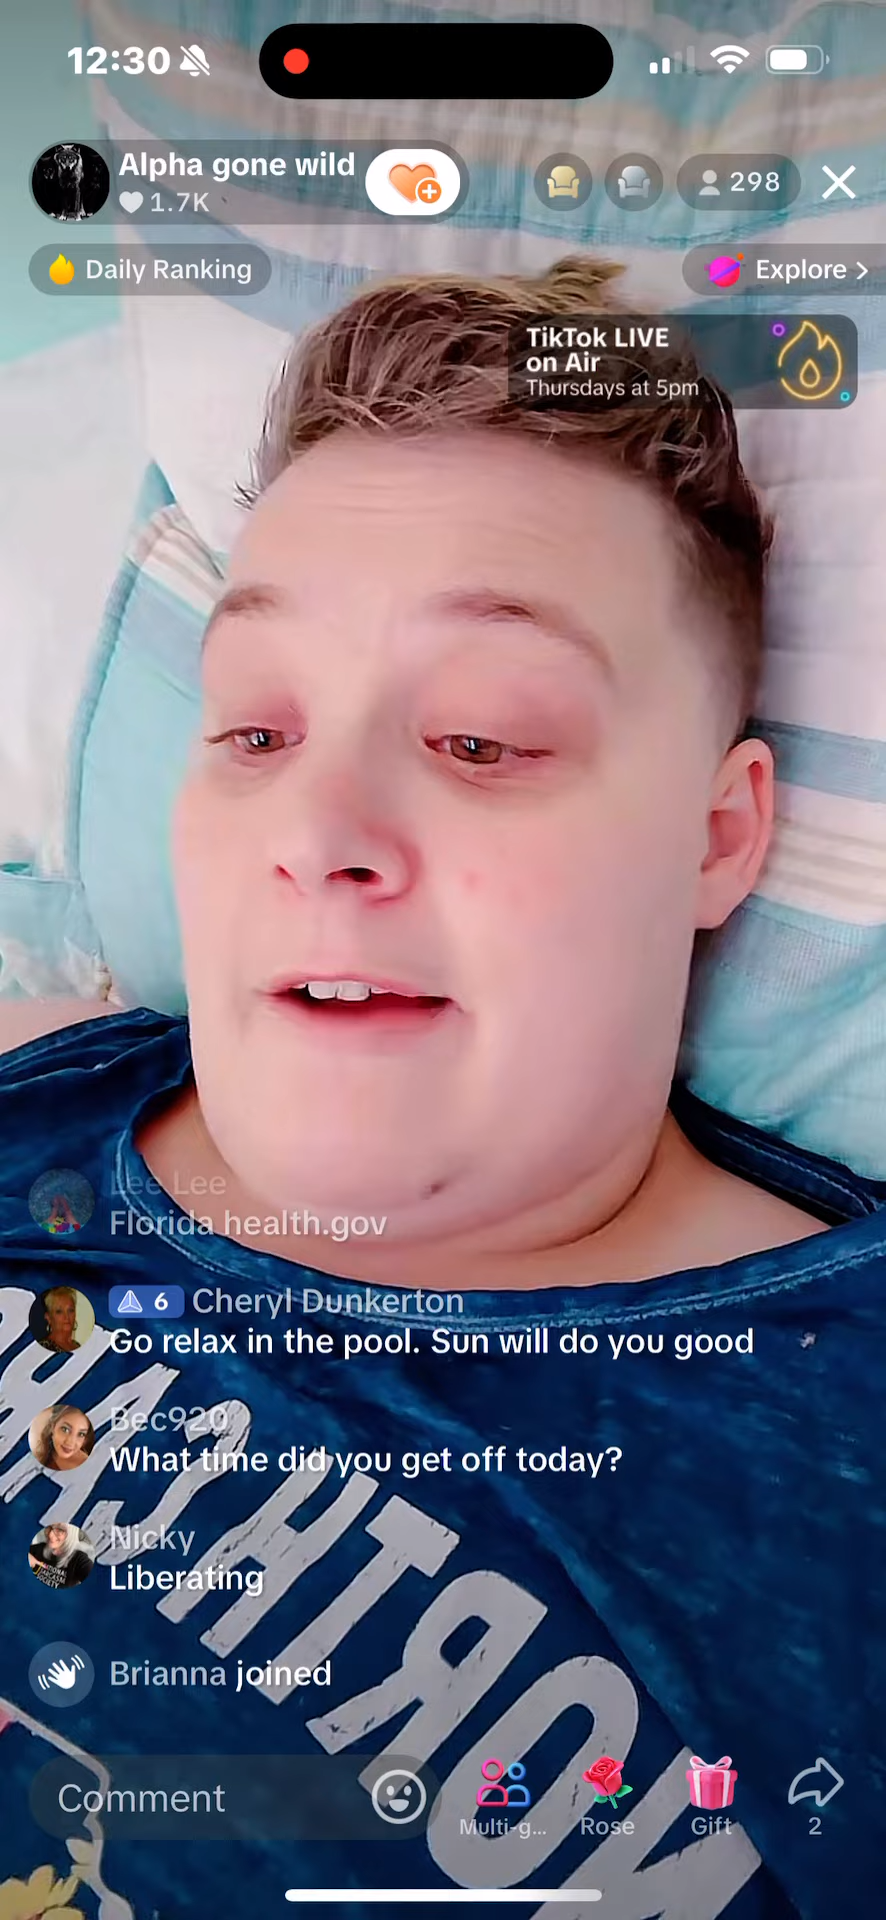 12:30
Alpha gone wild
1.7K
298
Daily Ranking
Explore >
TikTok LIVE
on Air
Thursdays at 5pm
Lee Lee
Florida health.gov
6 Cheryl Dunkerton
Go relax in the pool. Sun will do you good
Bec920
What time did you get off today?
Nicky
Liberating
Brianna joined
NORTH CAR
Comment
Multi-g...
Rose
Gift
2